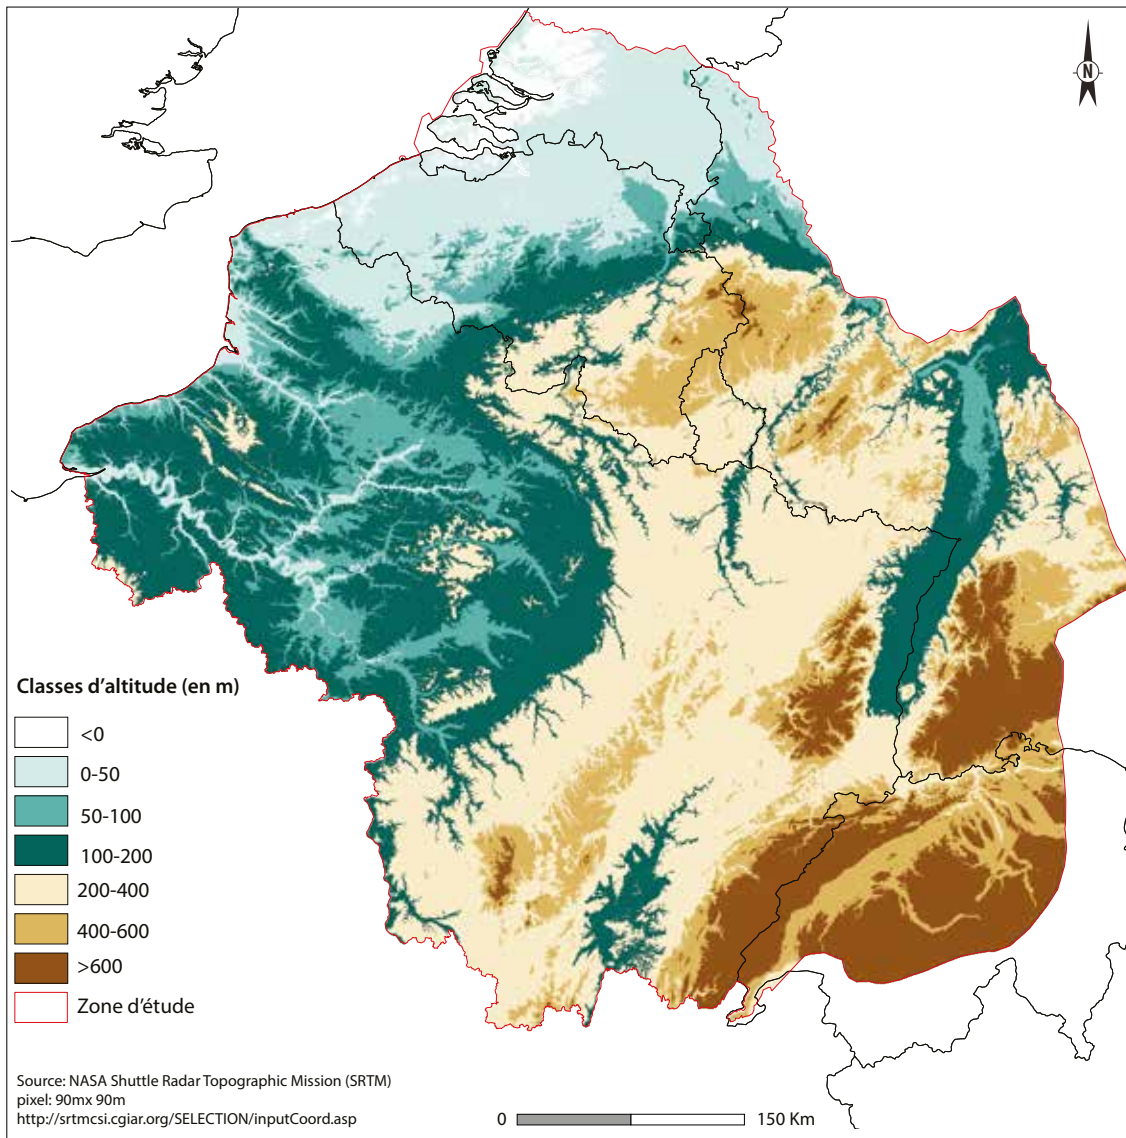 N
Classes d'altitude (en m)
<0
0-50
50-100
100-200
200-400
400-600
>600
Zone d'étude
Source: NASA Shuttle Radar Topographic Mission (SRTM)
pixel: 90mx 90m
http://srtmcsi.cgiar.org/SELECTION/inputCoord.asp
0 150 Km